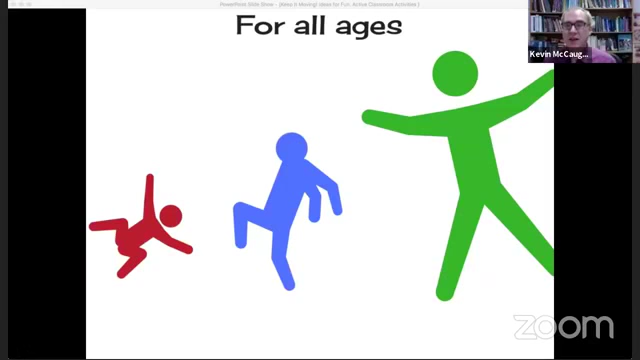 PowerPoint Slide Show - [Keep It Moving! Ideas for Fun, Active Classroom Activities ]
For all ages
Kevin McCaug...
zoom